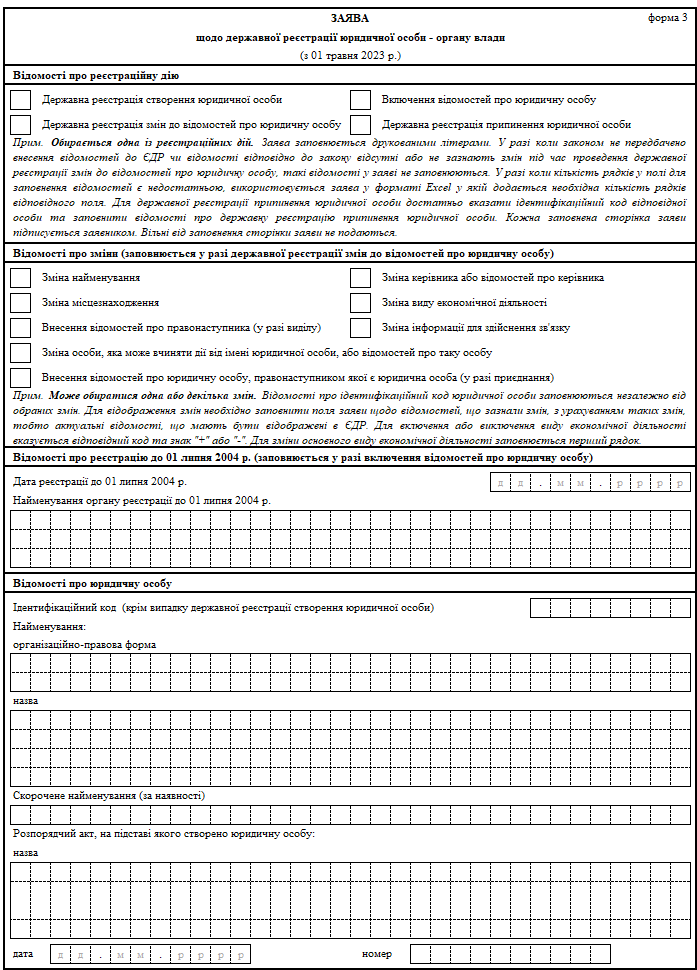 ЗАЯВА
форма 3
щодо державної реєстрації юридичної особи - органу влади
(з 01 травня 2023 р.)
Відомості про реєстраційну дію
Державна реєстрація створення юридичної особи
Включення відомостей про юридичну особу
Державна реєстрація змін до відомостей про юридичну особу
Державна реєстрація припинення юридичної особи
Прим. Обирається одна із реєстраційних дій. Заява заповнюється друкованими літерами. У разі коли законом не передбачено
внесення відомостей до ЄДР чи відомості відповідно до закону відсутні або не зазнають змін під час проведення державної
реєстрації змін до відомостей про юридичну особу, такі відомості у заяві не заповнюються. У разі коли кількість рядків у полі для
заповнення відомостей є недостатньою, використовується заява у форматі Excel у якій додається необхідна кількість рядків
відповідного поля. Для державної реєстрації припинення юридичної особи достатньо вказати ідентифікаційний код відповідної
особи та заповнити відомості про державну реєстрацію припинення юридичної особи. Кожна заповнена сторінка заяви
підписується заявником. Вільні від заповнення сторінки заяви не подаються.
Відомості про зміни (заповнюється у разі державної реєстрації змін до відомостей про юридичну особу)
Зміна найменування
Зміна керівника або відомостей про керівника
Зміна місцезнаходження
Зміна виду економічної діяльності
Внесення відомостей про правонаступника (у разі виділу)
Зміна інформації для здійснення зв'язку
Зміна особи, яка може вчиняти дії від імені юридичної особи, або відомостей про таку особу
Внесення відомостей про юридичну особу, правонаступником якої є юридична особа (у разі приєднання)
Прим. Може обиратися одна або декілька змін. Відомості про ідентифікаційний код юридичної особи заповнюються незалежно від
обраних змін. Для відображення змін необхідно заповнити поля заяви щодо відомостей, що зазнали змін, з урахуванням таких змін,
тобто актуальні відомості, що мають бути відображені в ЄДР. Для включення або виключення виду економічної діяльності
вказується відповідний код та знак "+" або "-". Для зміни основного виду економічної діяльності заповнюється перший рядок.
Відомості про реєстрацію до 01 липня 2004 р. (заповнюється у разі включення відомостей про юридичну особу)
Дата реєстрації до 01 липня 2004 р.
д д . м м . р р р р
Найменування органу реєстрації до 01 липня 2004 р.
Відомості про юридичну особу
Ідентифікаційний код (крім випадку державної реєстрації створення юридичної особи)
Найменування:
організаційно-правова форма
назва
Скорочене найменування (за наявності)
Розпорядчий акт, на підставі якого створено юридичну особу:
назва
дата
д д . м м . р р р р
номер